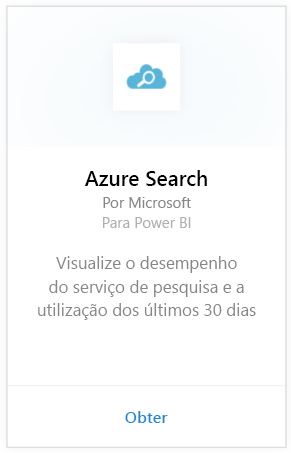 Azure Search
Por Microsoft
Para Power BI
Visualize o desempenho
do serviço de pesquisa e a
utilização dos últimos 30 dias
Obter